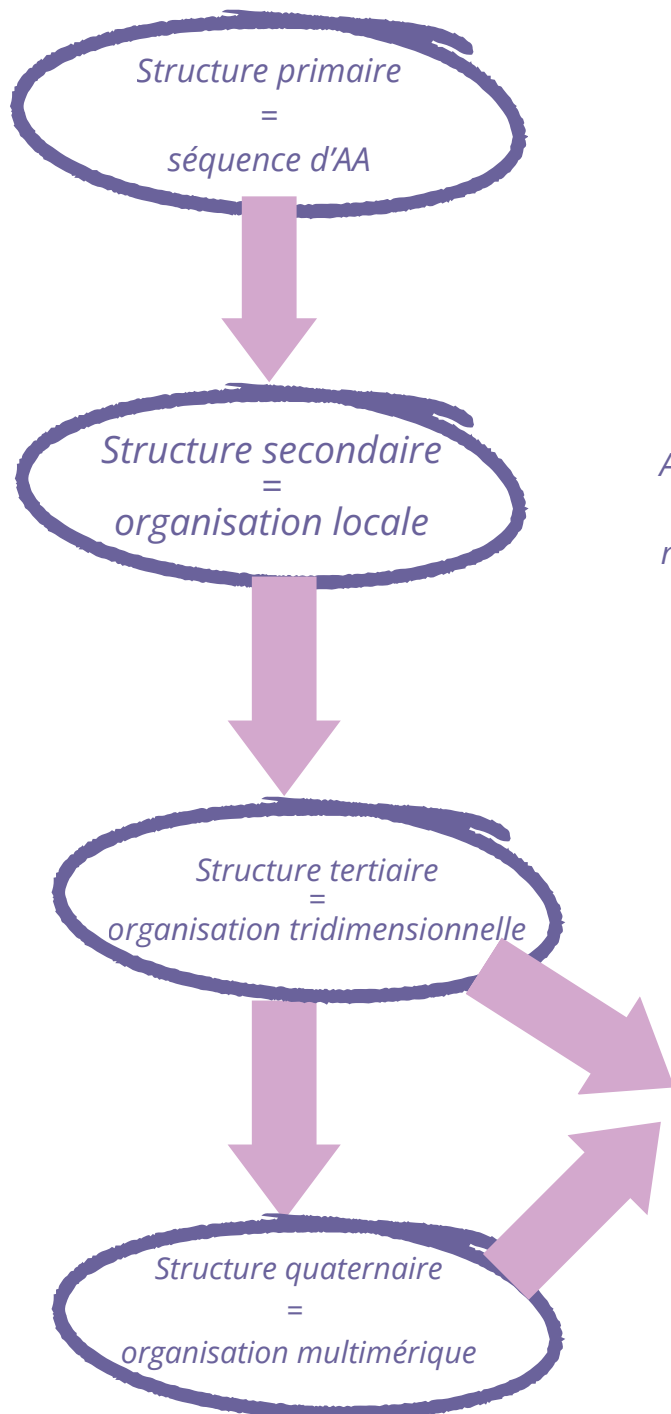 Structure primaire
=
séquence d'AA
Structure secondaire
=
organisation locale
Structure tertiaire
=
organisation tridimensionnelle
Structure quaternaire
=
organisation multimérique